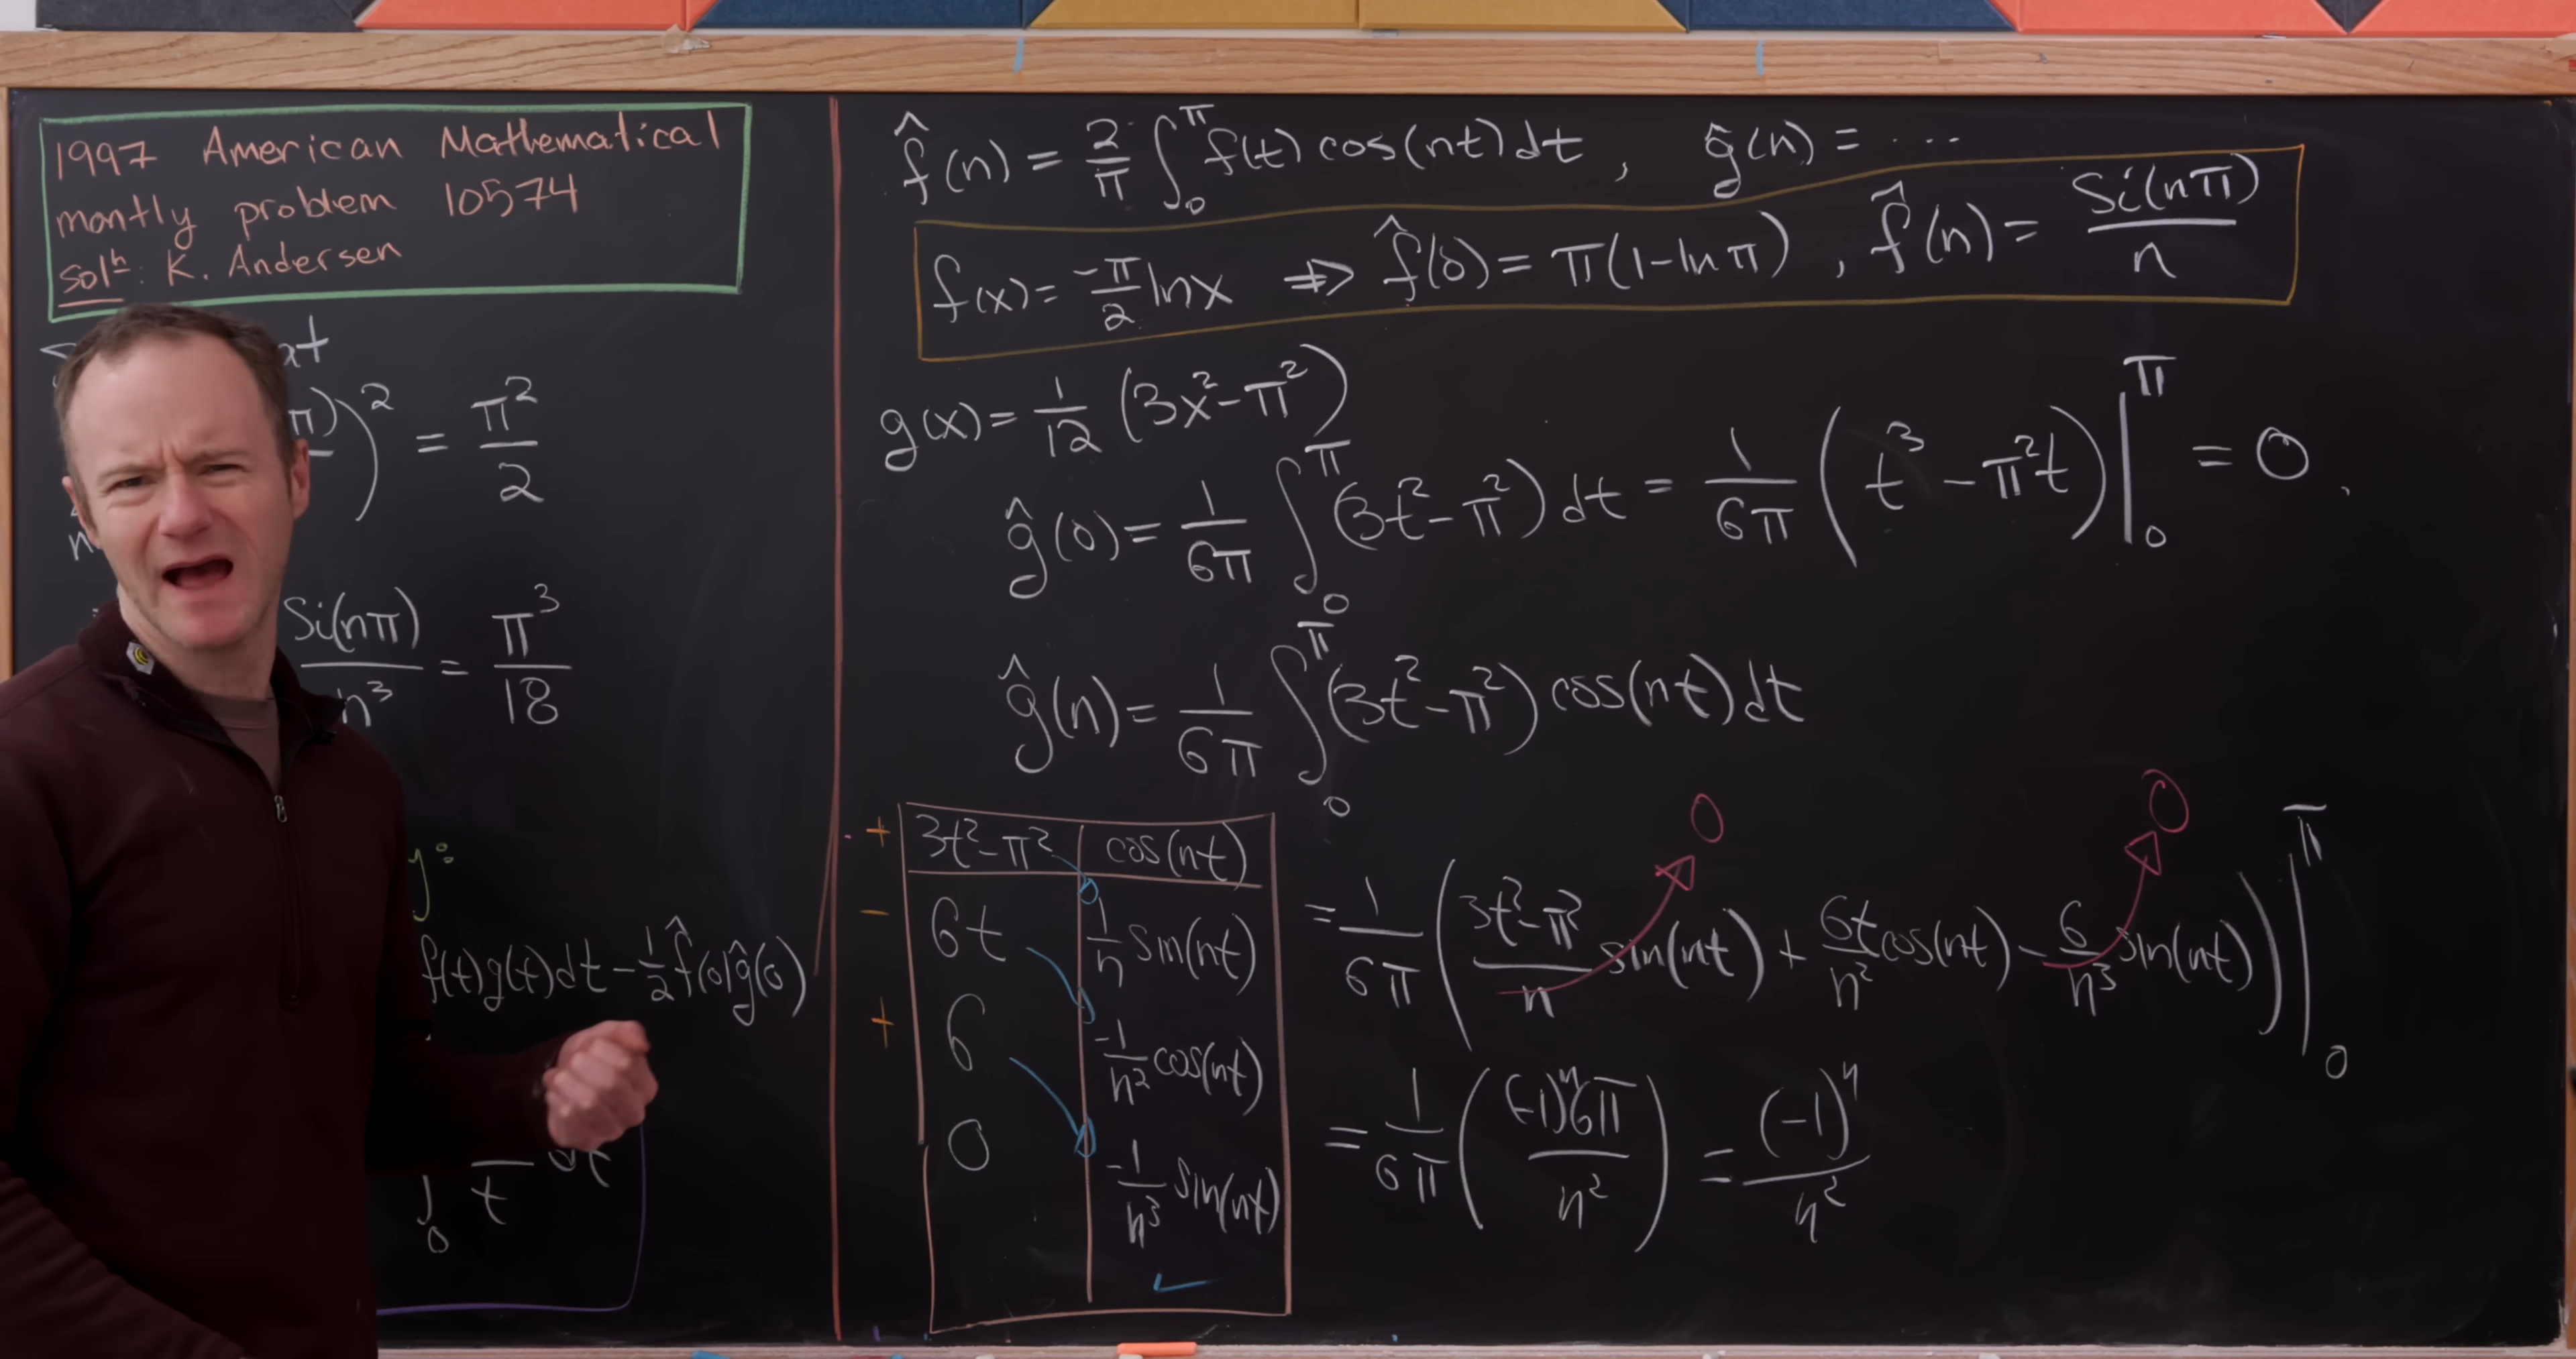 1997 American Mathematical
montly problem 10574
solⁿ: K. Andersen
at
π))² = π²/2
n
Si(nπ)/n³ = π³/18
y:
f(t)g(t)dt - 1/2 f̂(0)ĝ(0))
∫₀ t dt
f̂(n) = 2/π ∫₀^π f(t) cos(nt) dt , ĝ(n) = ...
f(x) = -π/2 ln x ⇒ f̂(0) = π(1-ln π) , f̂(n) = Si(nπ)/n
g(x) = 1/12 (3x²-π²)
ĝ(0) = 1/6π ∫₀^π (3t²-π²) dt = 1/6π (t³ - π²t) |₀^π = 0.
ĝ(n) = 1/6π ∫₀^π (3t²-π²) cos(nt) dt
+ 3t²-π² | cos(nt)
- 6t | 1/n sin(nt)
+ 6 | -1/n² cos(nt)
0 | -1/n³ sin(nt)
✓
0 0
= 1/6π (3t²-π²/n sin(nt) + 6t/n² cos(nt) - 6/n³ sin(nt)) |₀^π
= 1/6π ((-1)ⁿ6π/n²) = (-1)ⁿ/n²